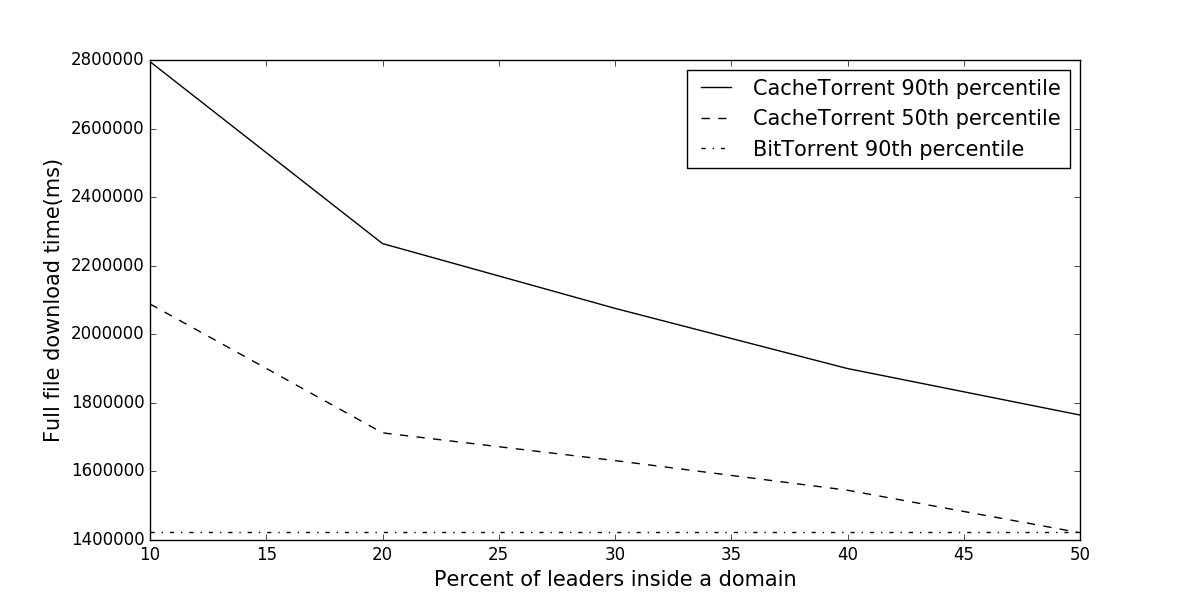 2800000
2600000
2400000
2200000
2000000
1800000
1600000
1400000
Full file download time(ms)
CacheTorrent 90th percentile
CacheTorrent 50th percentile
BitTorrent 90th percentile
10 15 20 25 30 35 40 45 50
Percent of leaders inside a domain